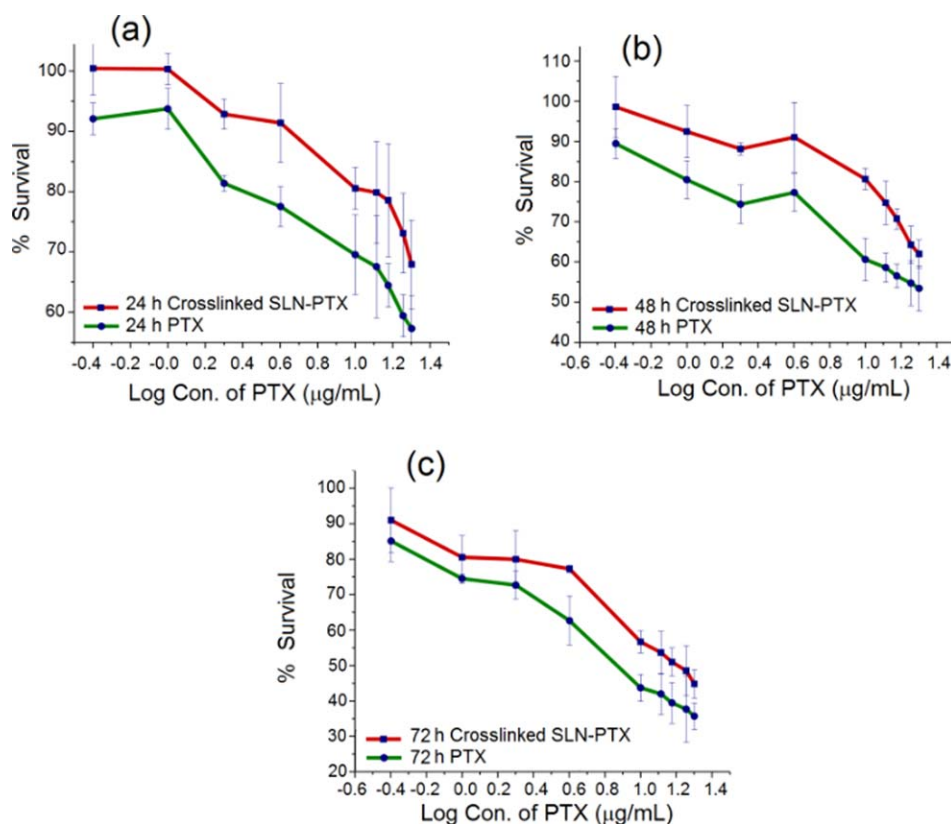 (a)
100
90
80
70
60
% Survival
24 h Crosslinked SLN-PTX
24 h PTX
-0.4 -0.2 -0.0 0.2 0.4 0.6 0.8 1.0 1.2 1.4
Log Con. of PTX (μg/mL)
(b)
110
100
90
80
70
60
50
40
% Survival
48 h Crosslinked SLN-PTX
48 h PTX
-0.6 -0.4 -0.2 0.0 0.2 0.4 0.6 0.8 1.0 1.2 1.4
Log Con. of PTX (μg/mL)
(c)
100
90
80
70
60
50
40
30
20
% Survival
72 h Crosslinked SLN-PTX
72 h PTX
-0.6 -0.4 -0.2 0.0 0.2 0.4 0.6 0.8 1.0 1.2 1.4
Log Con. of PTX (μg/mL)